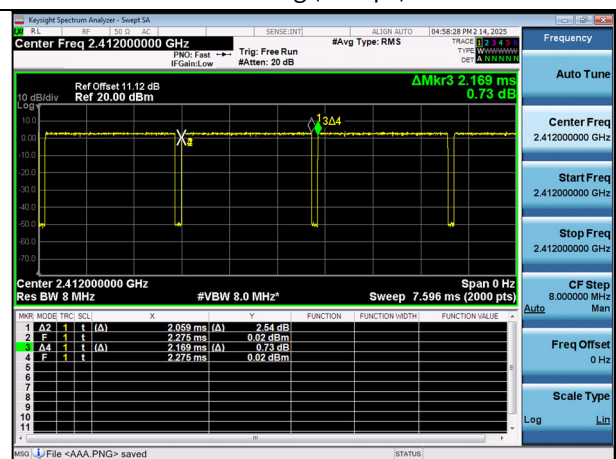 Keysight Spectrum Analyzer - Swept SA
RL RF 50 Ω AC SENSE:INT ALIGN AUTO 04:58:28 PM 2 14, 2025
Center Freq 2.412000000 GHz
PNO: Fast
IFGain:Low
Trig: Free Run
#Atten: 20 dB
#Avg Type: RMS
TRACE 1 2 3 4 5 6
TYPE WWWWWW
DET A N N N N N
Frequency
Auto Tune
Center Freq
2.412000000 GHz
Start Freq
2.412000000 GHz
Stop Freq
2.412000000 GHz
CF Step
8.000000 MHz
Auto Man
Freq Offset
0 Hz
Scale Type
Log Lin
ΔMkr3 2.169 ms
0.73 dB
Ref Offset 11.12 dB
10 dB/div Ref 20.00 dBm
Log
10.0
0.00
-10.0
-20.0
-30.0
-40.0
-50.0
-60.0
-70.0
1
3Δ4
Center 2.412000000 GHz Span 0 Hz
Res BW 8 MHz #VBW 8.0 MHz* Sweep 7.596 ms (2000 pts)
MKR MODE TRC SCL X Y FUNCTION FUNCTION WIDTH FUNCTION VALUE
1 Δ2 1 t (Δ) 2.059 ms (Δ) 2.54 dB
2 F 1 t 2.275 ms 0.02 dBm
3 Δ4 1 t (Δ) 2.169 ms (Δ) 0.73 dB
4 F 1 t 2.275 ms 0.02 dBm
5
6
7
8
9
10
11
MSG File <AAA.PNG> saved STATUS